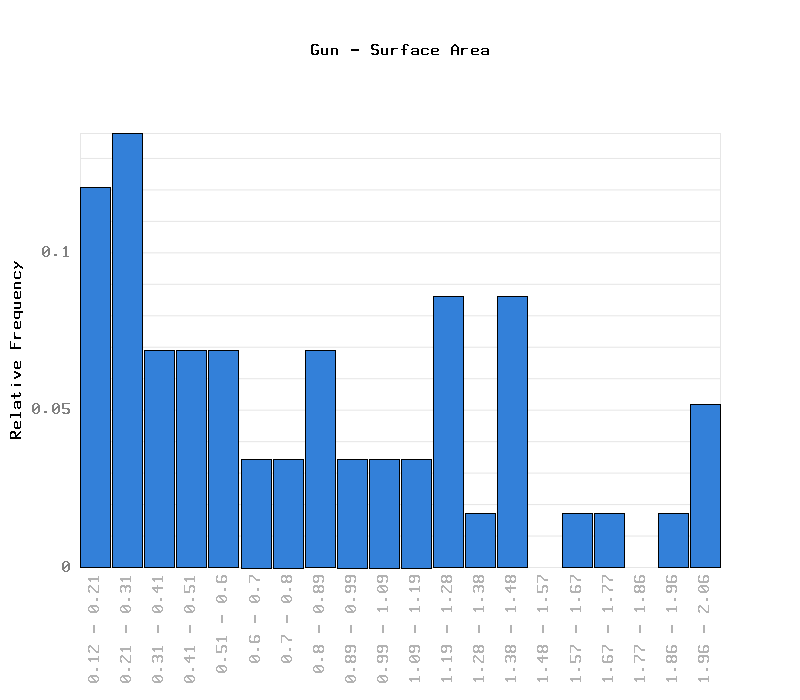 Gun - Surface Area
Relative Frequency
0.1
0.05
0
0.12 - 0.21
0.21 - 0.31
0.31 - 0.41
0.41 - 0.51
0.51 - 0.6
0.6 - 0.7
0.7 - 0.8
0.8 - 0.89
0.89 - 0.99
0.99 - 1.09
1.09 - 1.19
1.19 - 1.28
1.28 - 1.38
1.38 - 1.48
1.48 - 1.57
1.57 - 1.67
1.67 - 1.77
1.77 - 1.86
1.86 - 1.96
1.96 - 2.06